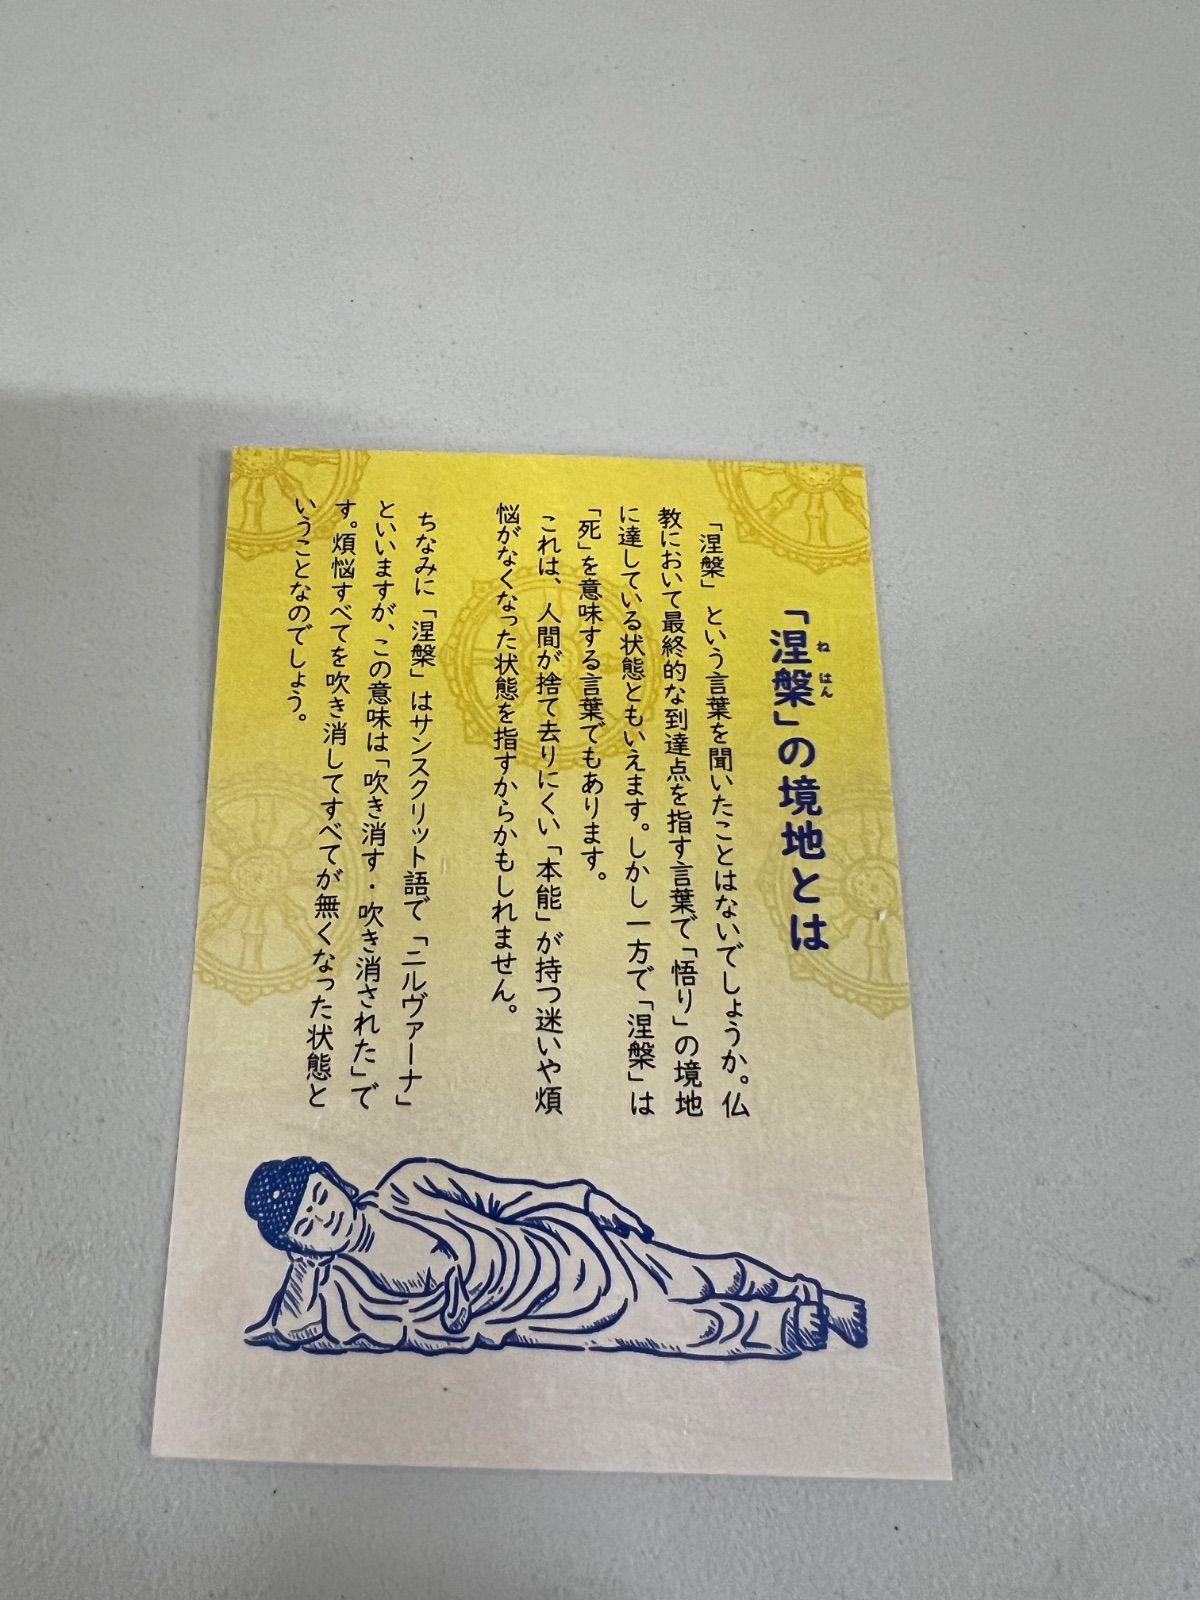 「涅槃」の境地とは
ねはん
「涅槃」という言葉を聞いたことはないでしょうか。仏
教において最終的な到達点を指す言葉で「悟り」の境地
に達している状態ともいえます。しかし一方で「涅槃」は
「死」を意味する言葉でもあります。
これは、人間が捨て去りにくい「本能」が持つ迷いや煩
悩がなくなった状態を指すからかもしれません。
ちなみに「涅槃」はサンスクリット語で「ニルヴァーナ」
といいますが、この意味は「吹き消す・吹き消された」で
す。煩悩すべてを吹き消してすべてが無くなった状態と
いうことなのでしょう。